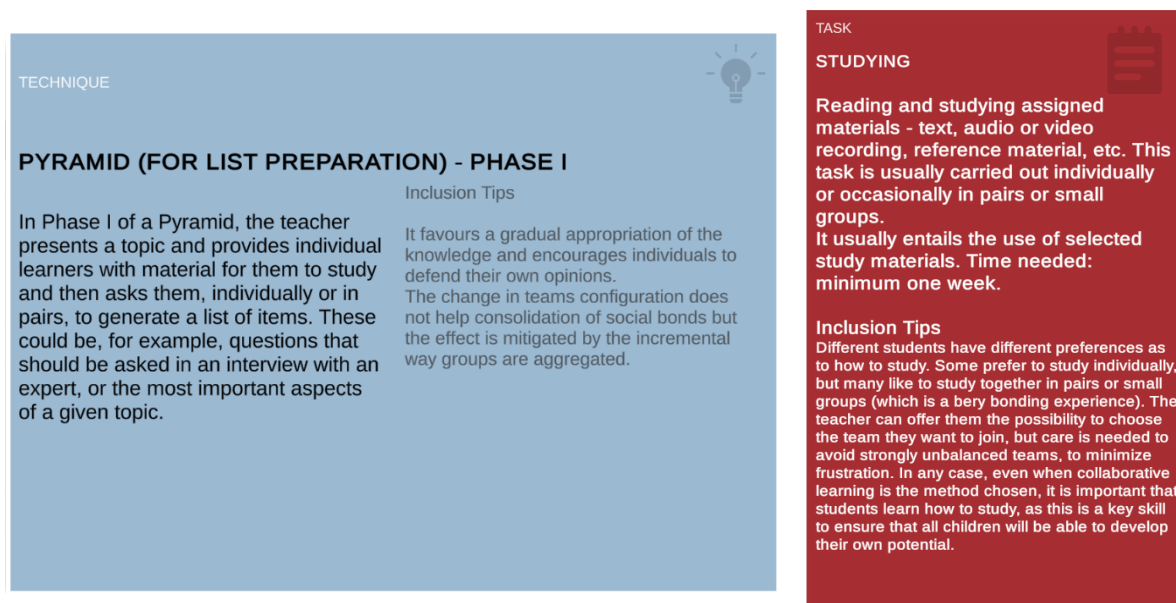 TECHNIQUE
PYRAMID (FOR LIST PREPARATION) - PHASE I
In Phase I of a Pyramid, the teacher
presents a topic and provides individual
learners with material for them to study
and then asks them, individually or in
pairs, to generate a list of items. These
could be, for example, questions that
should be asked in an interview with an
expert, or the most important aspects
of a given topic.
Inclusion Tips
It favours a gradual appropriation of the
knowledge and encourages individuals to
defend their own opinions.
The change in teams configuration does
not help consolidation of social bonds but
the effect is mitigated by the incremental
way groups are aggregated.
TASK
STUDYING
Reading and studying assigned
materials - text, audio or video
recording, reference material, etc. This
task is usually carried out individually
or occasionally in pairs or small
groups.
It usually entails the use of selected
study materials. Time needed:
minimum one week.
Inclusion Tips
Different students have different preferences as
to how to study. Some prefer to study individually,
but many like to study together in pairs or small
groups (which is a bery bonding experience). The
teacher can offer them the possibility to choose
the team they want to join, but care is needed to
avoid strongly unbalanced teams, to minimize
frustration. In any case, even when collaborative
learning is the method chosen, it is important that
students learn how to study, as this is a key skill
to ensure that all children will be able to develop
their own potential.